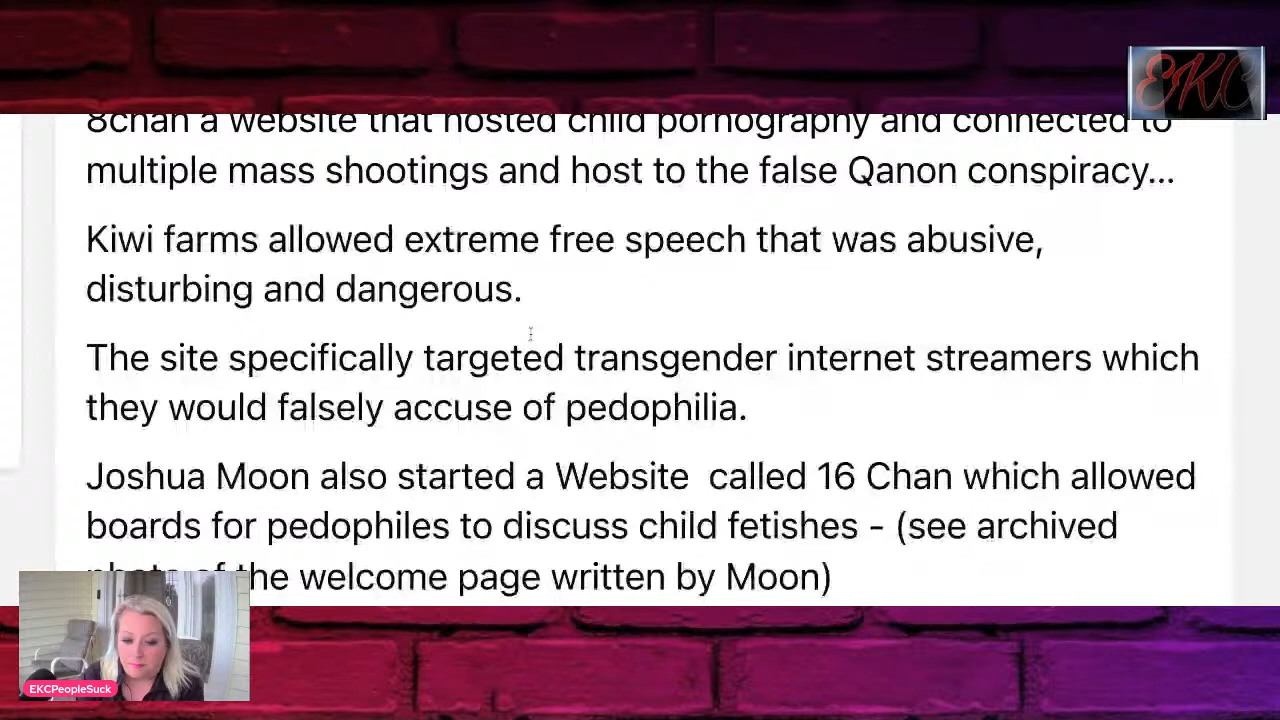 EKC
8chan a website that hosted child pornography and connected to
multiple mass shootings and host to the false Qanon conspiracy...
Kiwi farms allowed extreme free speech that was abusive,
disturbing and dangerous.
The site specifically targeted transgender internet streamers which
they would falsely accuse of pedophilia.
Joshua Moon also started a Website  called 16 Chan which allowed
boards for pedophiles to discuss child fetishes - (see archived
photo of the welcome page written by Moon)
EKCPeopleSuck